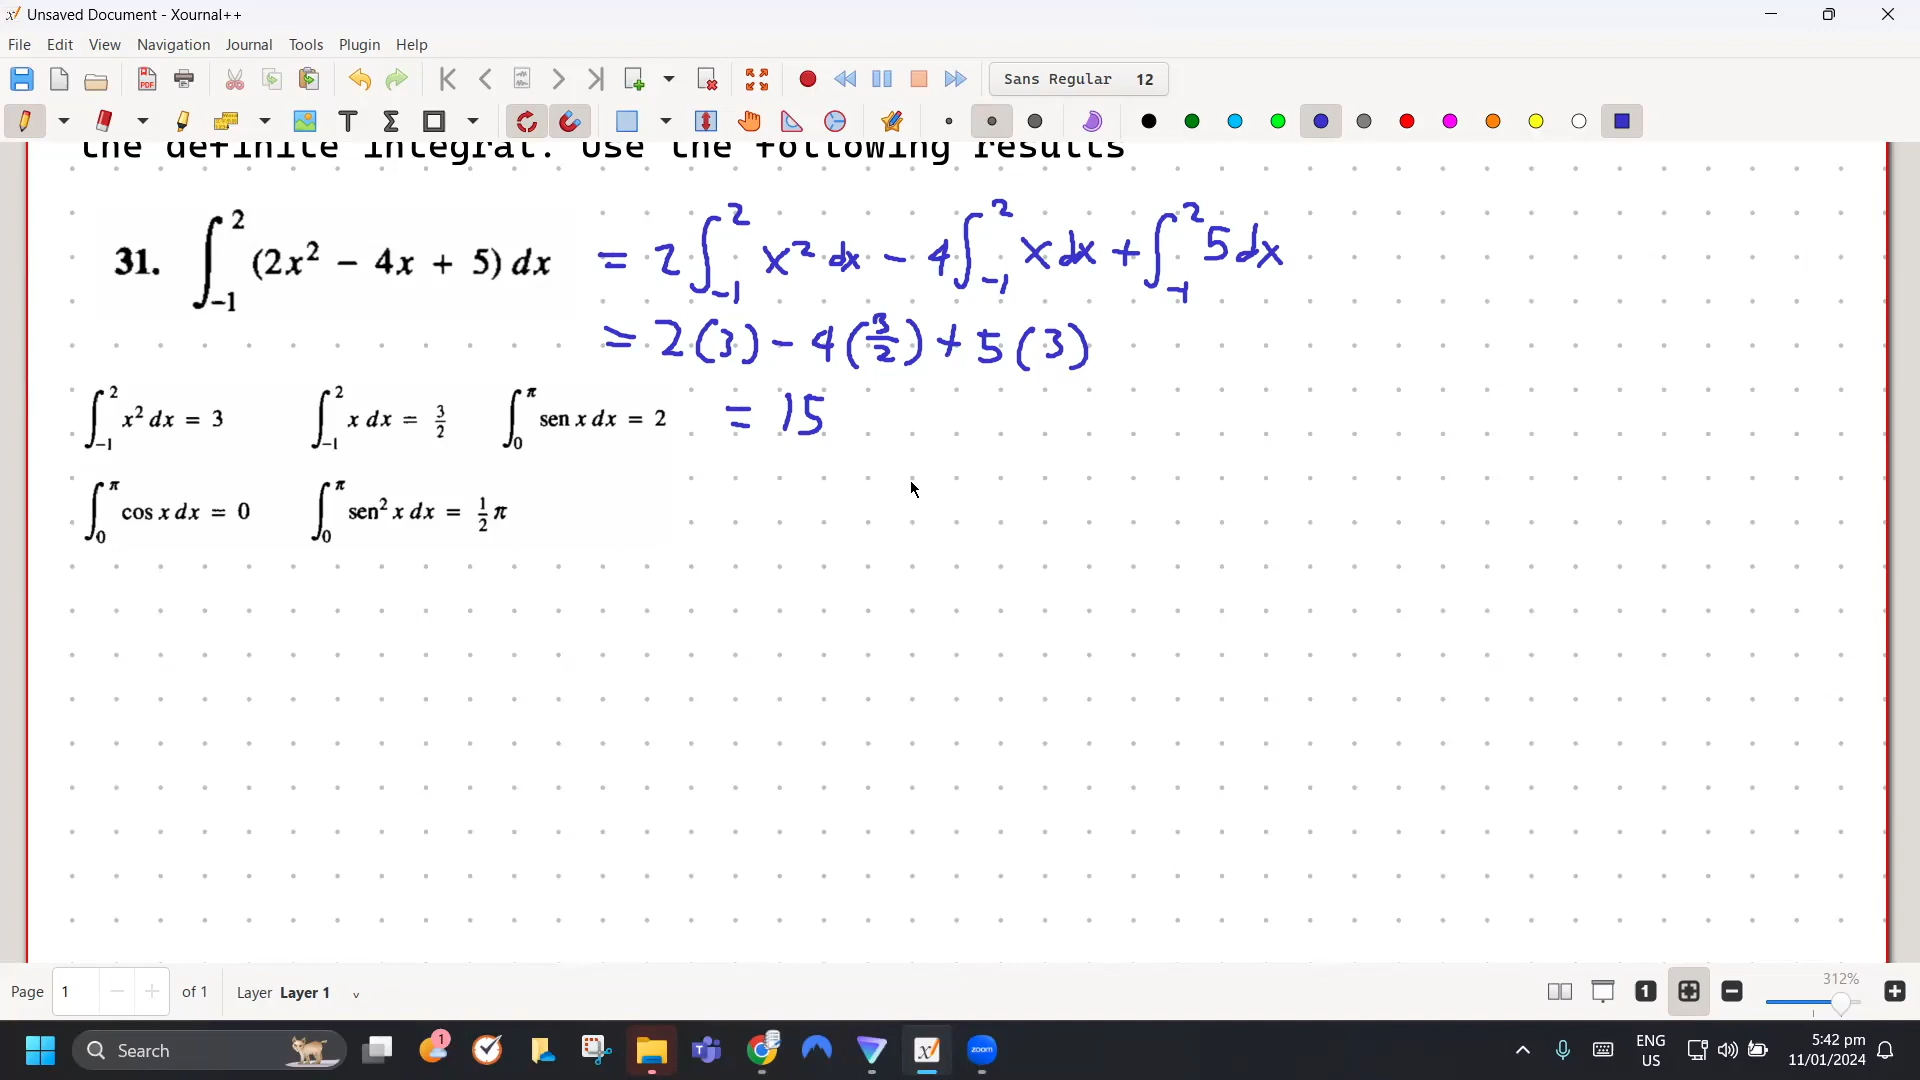 Unsaved Document - Xournal++
File Edit View Navigation Journal Tools Plugin Help
Sans Regular 12
the definite integral. Use the following results
31. ∫_{-1}^{2} (2x² − 4x + 5) dx = 2∫_{-1}^{2} x² dx − 4∫_{-1}^{2} x dx + ∫_{-1}^{2} 5 dx
= 2(3) − 4(3/2) + 5(3)
∫_{-1}^{2} x² dx = 3 ∫_{-1}^{2} x dx = 3/2 ∫_{0}^{π} sen x dx = 2 = 15
∫_{0}^{π} cos x dx = 0 ∫_{0}^{π} sen² x dx = 1/2 π
Page 1 of 1 Layer Layer 1 312%
Search 1 zoom ENG 5:42 pm
US 11/01/2024